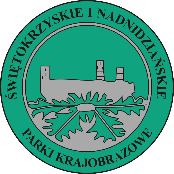 ŚWIĘTOKRZYSKIE I NADNIDZIAŃSKIE
PARKI KRAJOBRAZOWE